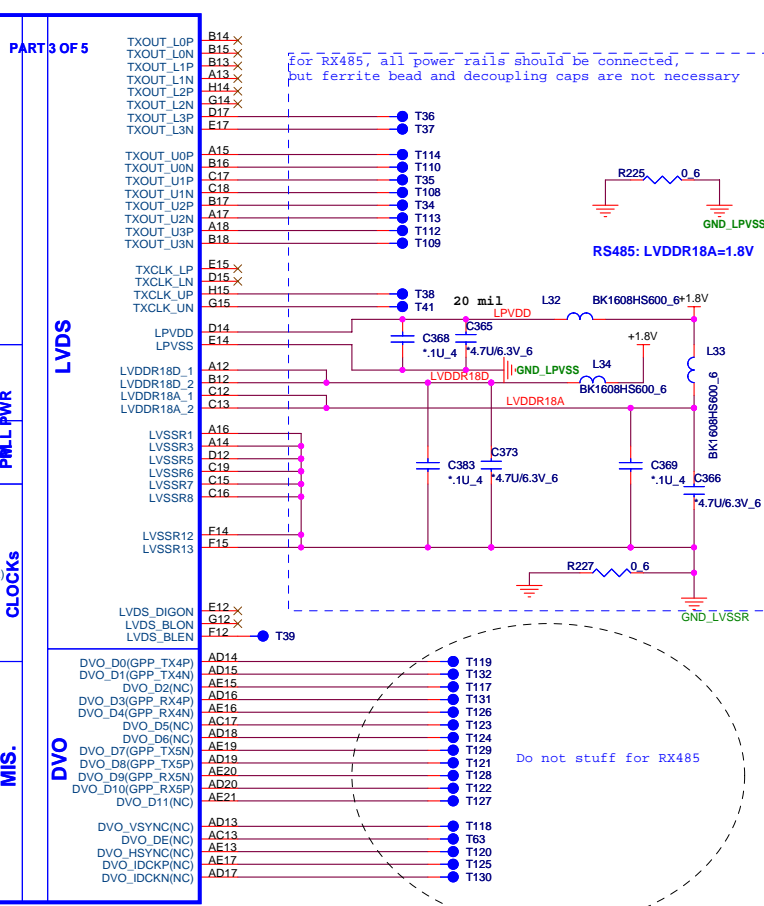 PART 3 OF 5
TXOUT_L0P B14
TXOUT_L0N B15
TXOUT_L1P B13
TXOUT_L1N A13
TXOUT_L2P H14
TXOUT_L2N G14
TXOUT_L3P D17 T36
TXOUT_L3N E17 T37
TXOUT_U0P A15 T114
TXOUT_U0N B16 T110
TXOUT_U1P C17 T35
TXOUT_U1N C18 T108
TXOUT_U2P B17 T34
TXOUT_U2N A17 T113
TXOUT_U3P A18 T112
TXOUT_U3N B18 T109
TXCLK_LP E15
TXCLK_LN D15
TXCLK_UP H15 T38
TXCLK_UN G15 T41
LPVDD D14
LPVSS E14
LVDDR18D_1 A12
LVDDR18D_2 B12
LVDDR18A_1 C12
LVDDR18A_2 C13
LVSSR1 A16
LVSSR3 A14
LVSSR5 D12
LVSSR6 C19
LVSSR7 C15
LVSSR8 C16
LVSSR12 F14
LVSSR13 F15
LVDS_DIGON E12
LVDS_BLON G12
LVDS_BLEN F12 T39
LVDS
PWR
CLOCKs
MIS.
DVO
for RX485, all power rails should be connected,
but ferrite bead and decoupling caps are not necessary
R225 0_6
GND_LPVSS
RS485: LVDDR18A=1.8V
20 mil
LPVDD
L32 BK1608HS600_6
+1.8V
C368
*.1U_4
C365
*4.7U/6.3V_6
GND_LPVSS
+1.8V
L34
BK1608HS600_6
L33
BK1608HS600_6
LVDDR18D
LVDDR18A
C383
*.1U_4
C373
*4.7U/6.3V_6
C369
*.1U_4
C366
*4.7U/6.3V_6
R227 0_6
GND_LVSSR
DVO_D0(GPP_TX4P) AD14 T119
DVO_D1(GPP_TX4N) AD15 T132
DVO_D2(NC) AE15 T117
DVO_D3(GPP_RX4P) AD16 T131
DVO_D4(GPP_RX4N) AE16 T126
DVO_D5(NC) AC17 T123
DVO_D6(NC) AD18 T124
DVO_D7(GPP_TX5N) AE19 T129
DVO_D8(GPP_TX5P) AD19 T121
DVO_D9(GPP_RX5N) AE20 T128
DVO_D10(GPP_RX5P) AD20 T122
DVO_D11(NC) AE21 T127
DVO_VSYNC(NC) AD13 T118
DVO_DE(NC) AC13 T63
DVO_HSYNC(NC) AE13 T120
DVO_IDCKP(NC) AE17 T125
DVO_IDCKN(NC) AD17 T130
Do not stuff for RX485